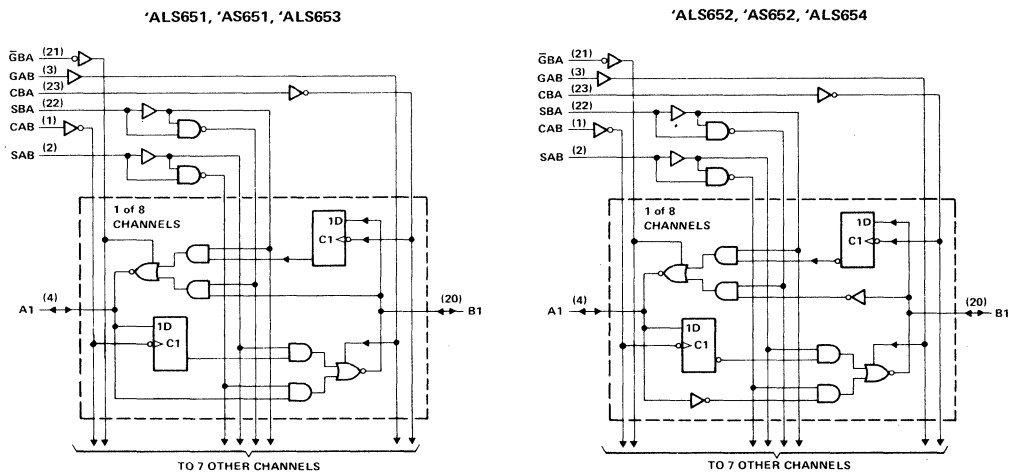 'ALS651, 'AS651, 'ALS653
G̅BA (21)
GAB (3)
CBA (23)
SBA (22)
CAB (1)
SAB (2)
1 of 8
CHANNELS
1D
C1
A1 (4)
(20) B1
1D
C1
TO 7 OTHER CHANNELS
'ALS652, 'AS652, 'ALS654
G̅BA (21)
GAB (3)
CBA (23)
SBA (22)
CAB (1)
SAB (2)
1 of 8
CHANNELS
1D
C1
A1 (4)
(20) B1
1D
C1
TO 7 OTHER CHANNELS